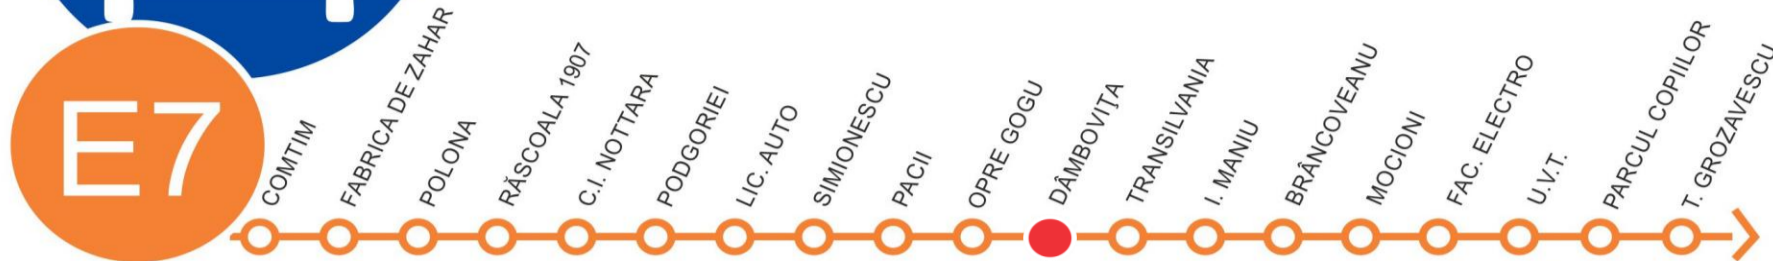 E7
COMTIM
FABRICA DE ZAHAR
POLONA
RĂSCOALA 1907
C.I. NOTTARA
PODGORIEI
LIC. AUTO
SIMIONESCU
PACII
OPRE GOGU
DÂMBOVIŢA
TRANSILVANIA
I. MANIU
BRÂNCOVEANU
MOCIONI
FAC. ELECTRO
U.V.T.
PARCUL COPIILOR
T. GROZAVESCU